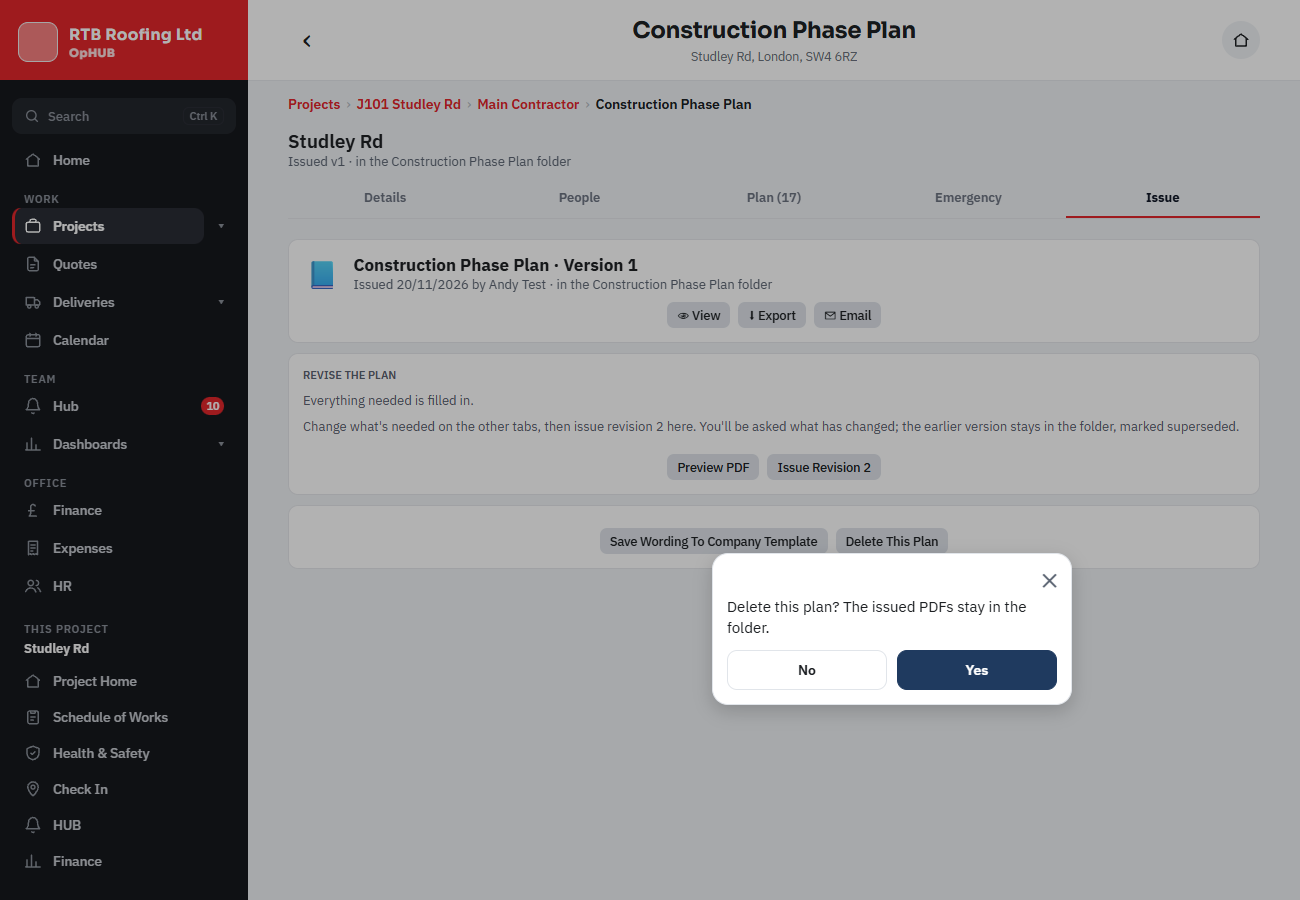 RTB Roofing Ltd
OpHUB
Search
Ctrl K
Home
WORK
Projects
Quotes
Deliveries
Calendar
TEAM
Hub
10
Dashboards
OFFICE
Finance
Expenses
HR
THIS PROJECT
Studley Rd
Project Home
Schedule of Works
Health & Safety
Check In
HUB
Finance
Construction Phase Plan
Studley Rd, London, SW4 6RZ
Projects › J101 Studley Rd › Main Contractor › Construction Phase Plan
Studley Rd
Issued v1 · in the Construction Phase Plan folder
Details
People
Plan (17)
Emergency
Issue
Construction Phase Plan · Version 1
Issued 20/11/2026 by Andy Test · in the Construction Phase Plan folder
View
Export
Email
REVISE THE PLAN
Everything needed is filled in.
Change what's needed on the other tabs, then issue revision 2 here. You'll be asked what has changed; the earlier version stays in the folder, marked superseded.
Preview PDF
Issue Revision 2
Save Wording To Company Template
Delete This Plan
Delete this plan? The issued PDFs stay in the
folder.
No
Yes